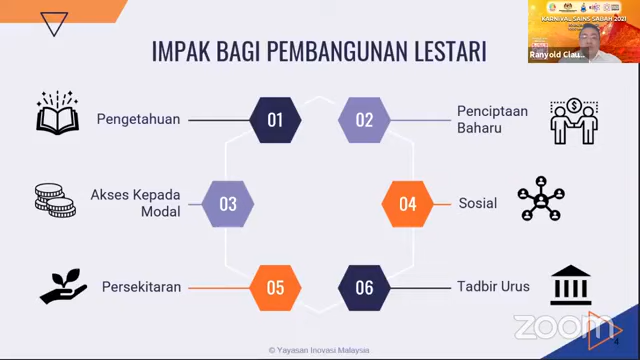 KARNIVAL SAINS SABAH 2021
Ranyold Clau...
IMPAK BAGI PEMBANGUNAN LESTARI
Pengetahuan
01
02
Penciptaan
Baharu
Akses Kepada
Modal
03
04
Sosial
Persekitaran
05
06
Tadbir Urus
© Yayasan Inovasi Malaysia
zoom
4